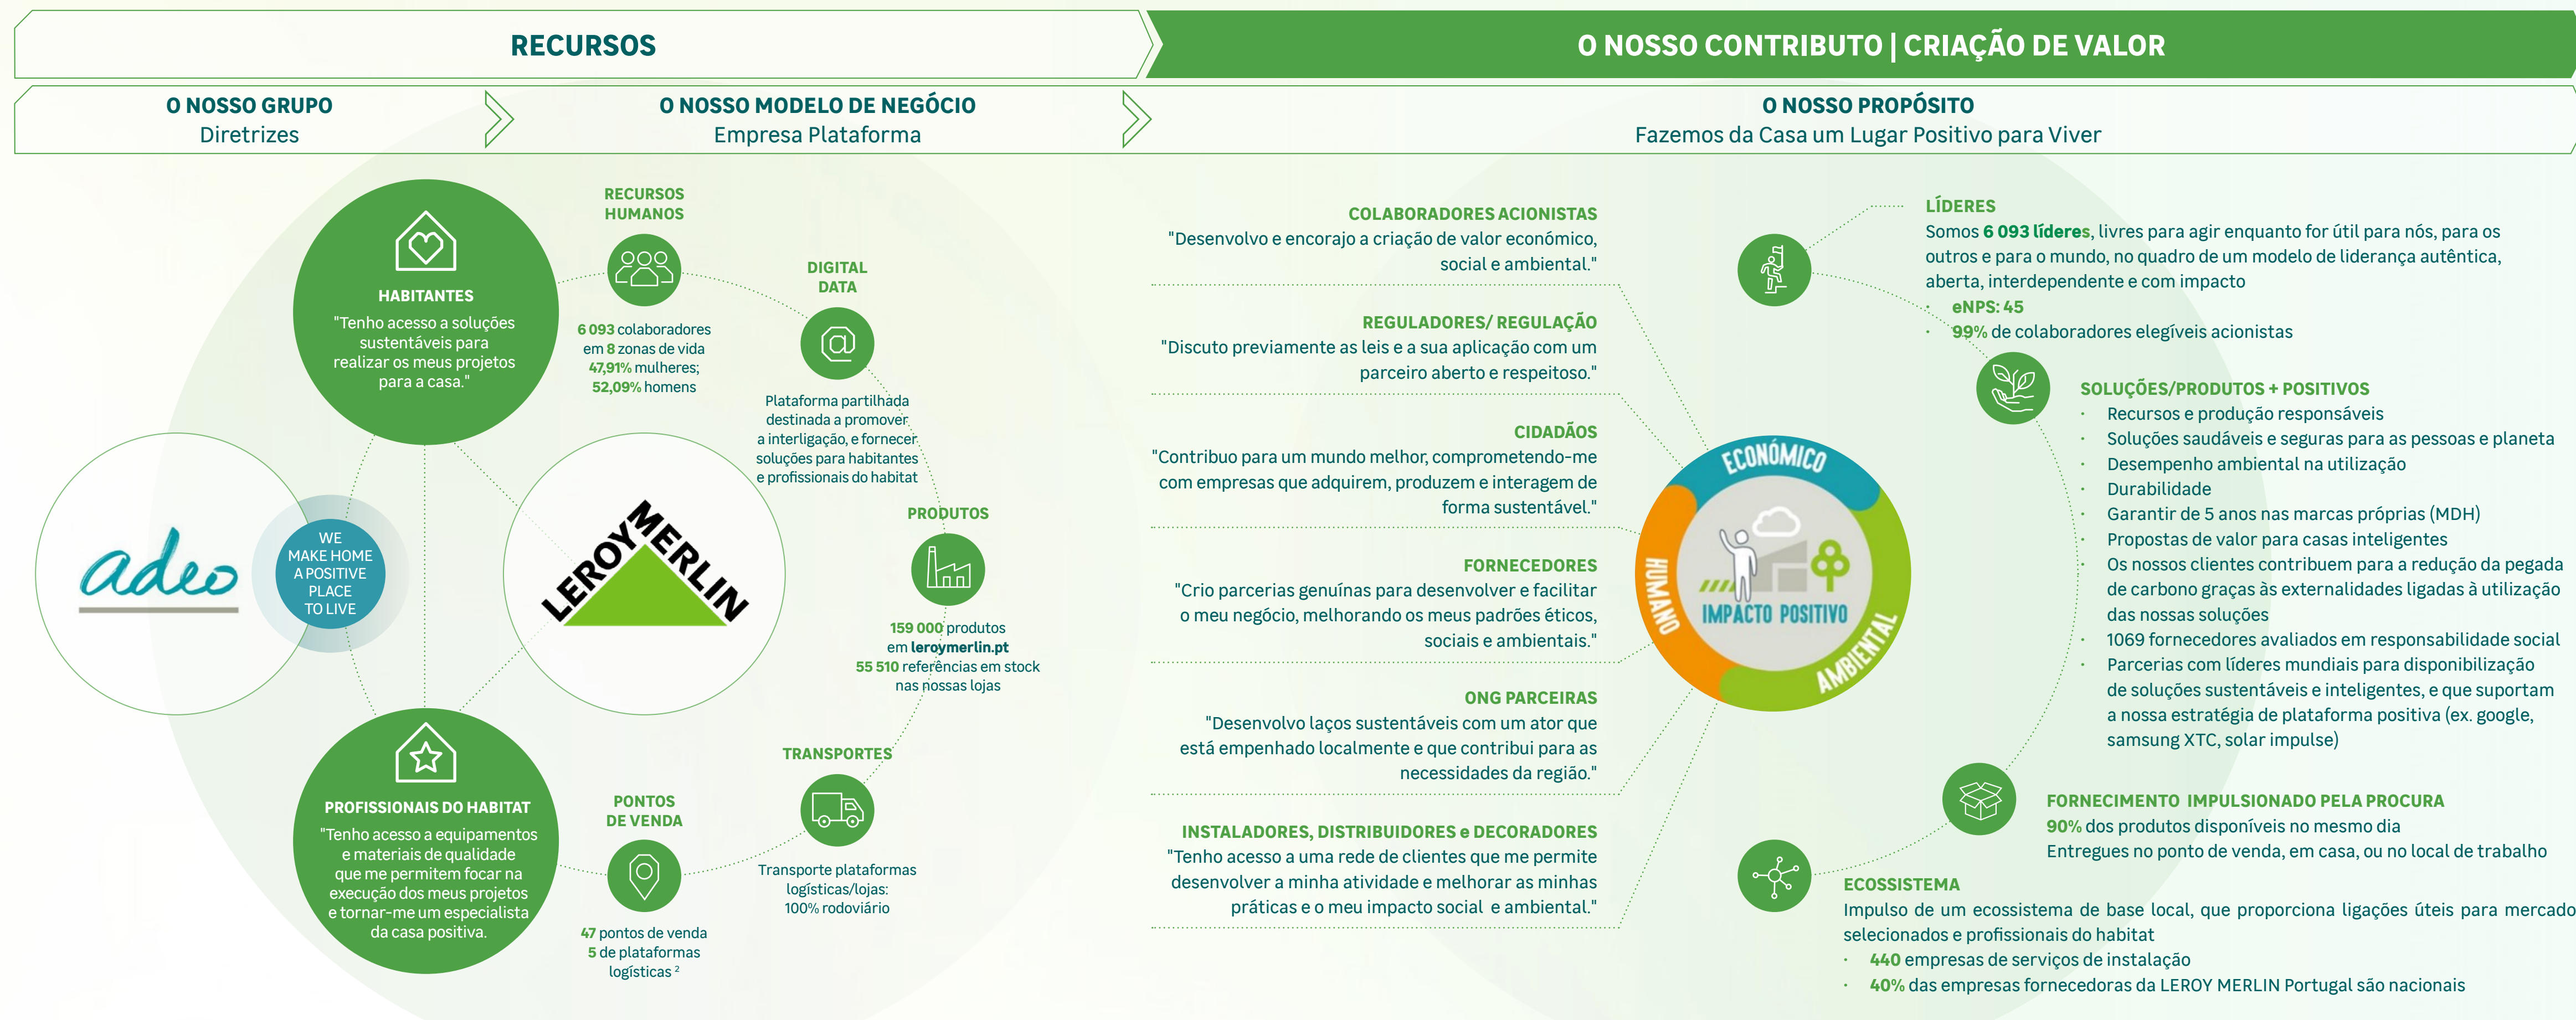 RECURSOS
O NOSSO CONTRIBUTO | CRIAÇÃO DE VALOR
O NOSSO GRUPO
Diretrizes
O NOSSO MODELO DE NEGÓCIO
Empresa Plataforma
O NOSSO PROPÓSITO
Fazemos da Casa um Lugar Positivo para Viver
HABITANTES
"Tenho acesso a soluções
sustentáveis para
realizar os meus projetos
para a casa."
adeo
WE
MAKE HOME
A POSITIVE
PLACE
TO LIVE
LEROY MERLIN
PROFISSIONAIS DO HABITAT
"Tenho acesso a equipamentos
e materiais de qualidade
que me permitem focar na
execução dos meus projetos
e tornar-me um especialista
da casa positiva.
RECURSOS
HUMANOS
6 093 colaboradores
em 8 zonas de vida
47,91% mulheres;
52,09% homens
DIGITAL
DATA
@
Plataforma partilhada
destinada a promover
a interligação, e fornecer
soluções para habitantes
e profissionais do habitat
PRODUTOS
159 000 produtos
em leroymerlin.pt
55 510 referências em stock
nas nossas lojas
TRANSPORTES
Transporte plataformas
logísticas/lojas:
100% rodoviário
PONTOS
DE VENDA
47 pontos de venda
5 de plataformas
logísticas ²
COLABORADORES ACIONISTAS
"Desenvolvo e encorajo a criação de valor económico,
social e ambiental."
REGULADORES/ REGULAÇÃO
"Discuto previamente as leis e a sua aplicação com um
parceiro aberto e respeitoso."
CIDADÃOS
"Contribuo para um mundo melhor, comprometendo-me
com empresas que adquirem, produzem e interagem de
forma sustentável."
FORNECEDORES
"Crio parcerias genuínas para desenvolver e facilitar
o meu negócio, melhorando os meus padrões éticos,
sociais e ambientais."
ONG PARCEIRAS
"Desenvolvo laços sustentáveis com um ator que
está empenhado localmente e que contribui para as
necessidades da região."
INSTALADORES, DISTRIBUIDORES e DECORADORES
"Tenho acesso a uma rede de clientes que me permite
desenvolver a minha atividade e melhorar as minhas
práticas e o meu impacto social e ambiental."
ECONÓMICO
HUMANO
AMBIENTAL
IMPACTO POSITIVO
LÍDERES
Somos 6 093 líderes, livres para agir enquanto for útil para nós, para os
outros e para o mundo, no quadro de um modelo de liderança autêntica,
aberta, interdependente e com impacto
· eNPS: 45
· 99% de colaboradores elegíveis acionistas
SOLUÇÕES/PRODUTOS + POSITIVOS
· Recursos e produção responsáveis
· Soluções saudáveis e seguras para as pessoas e planeta
· Desempenho ambiental na utilização
· Durabilidade
· Garantir de 5 anos nas marcas próprias (MDH)
· Propostas de valor para casas inteligentes
· Os nossos clientes contribuem para a redução da pegada
de carbono graças às externalidades ligadas à utilização
das nossas soluções
· 1069 fornecedores avaliados em responsabilidade social
· Parcerias com líderes mundiais para disponibilização
de soluções sustentáveis e inteligentes, e que suportam
a nossa estratégia de plataforma positiva (ex. google,
samsung XTC, solar impulse)
FORNECIMENTO IMPULSIONADO PELA PROCURA
90% dos produtos disponíveis no mesmo dia
Entregues no ponto de venda, em casa, ou no local de trabalho
ECOSSISTEMA
Impulso de um ecossistema de base local, que proporciona ligações úteis para mercado
selecionados e profissionais do habitat
· 440 empresas de serviços de instalação
· 40% das empresas fornecedoras da LEROY MERLIN Portugal são nacionais